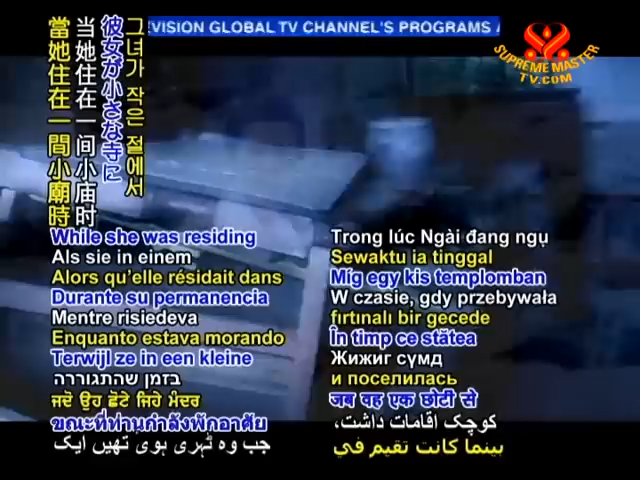 EVISION GLOBAL TV CHANNEL'S PROGRAMS A
SUPREME MASTER
TV.COM
當她住在一間小廟時
当她住在一间小庙时
彼女が小さな寺に
그녀가 작은 절에서
While she was residing
Als sie in einem
Alors qu'elle résidait dans
Durante su permanencia
Mentre risiedeva
Enquanto estava morando
Terwijl ze in een kleine
בזמן שהתגוררה
ਜਦੋ ਉਹ ਛੋਟੇ ਜਿਹੇ ਮੰਦਰ
ขณะที่ท่านกำลังพักอาศัย
جب وہ ٹہری ہوی تھیں ایک
Trong lúc Ngài đang ngụ
Sewaktu ia tinggal
Míg egy kis templomban
W czasie, gdy przebywała
fırtınalı bir gecede
În timp ce stătea
Жижиг сүмд
и поселилась
जब वह एक छोटी से
کوچک اقامات داشت،
بينما كانت تقيم في